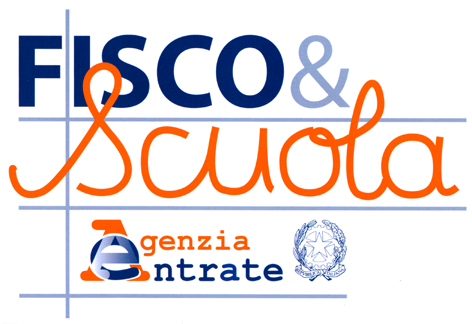 FISCO&
Scuola
Agenzia
Entrate